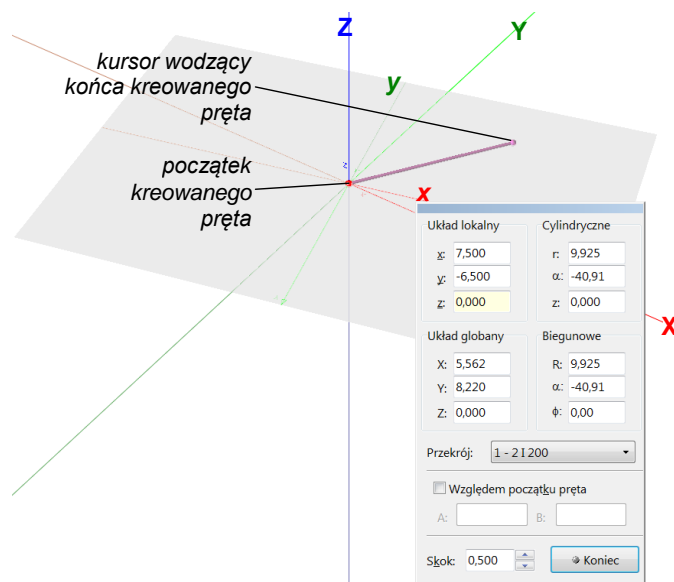 Z
Y
kursor wodzący
końca kreowanego
pręta
y
z
początek
kreowanego
pręta
x
X
Układ lokalny
x: 7,500
y: -6,500
z: 0,000
Cylindryczne
r: 9,925
α: -40,91
z: 0,000
Układ globany
X: 5,562
Y: 8,220
Z: 0,000
Biegunowe
R: 9,925
α: -40,91
ϕ: 0,00
Przekrój: 1 - 2 I 200
Względem początku pręta
A: B:
Skok: 0,500 Koniec